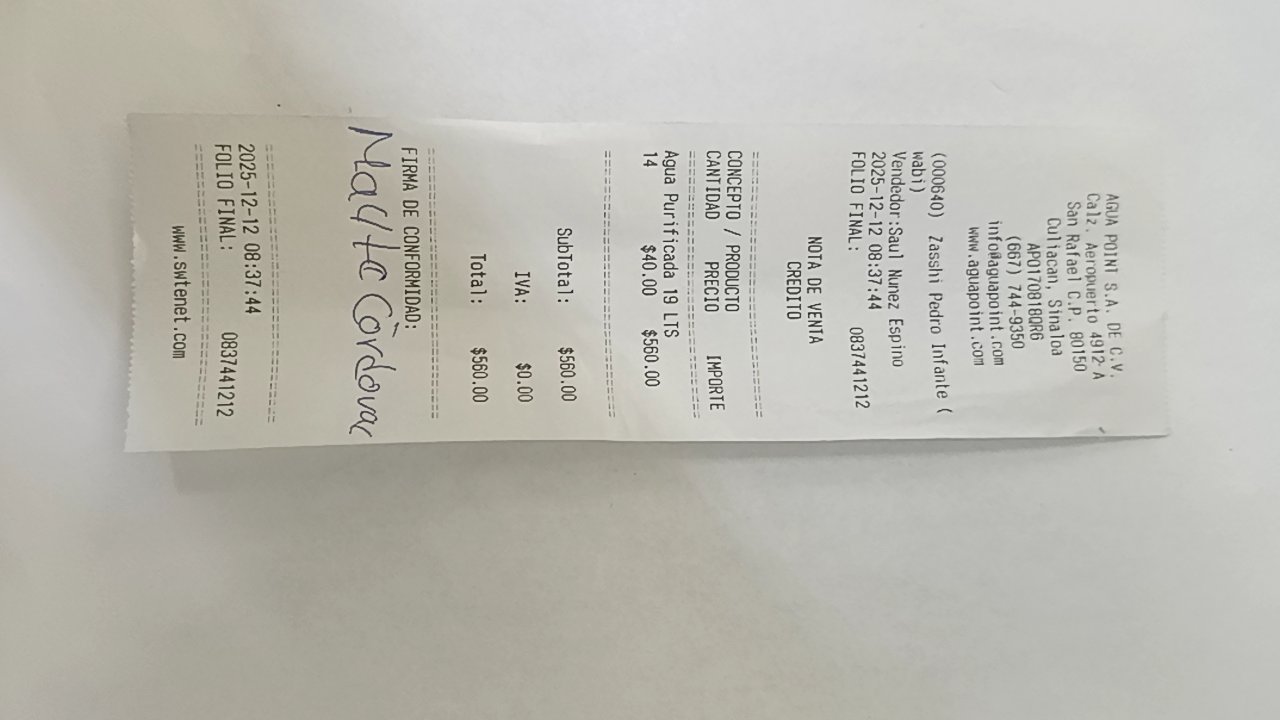 AGUA POINT S.A. DE C.V.
Calz. Aeropuerto 4912 A
San Rafael C.P. 80150
Culiacan, Sinaloa
APO170818QR6
(667) 744-9350
info@aguapoint.com
www.aguapoint.com
(000640) Zasshi Pedro Infante (
wabi)
Vendedor:Saul Nunez Espino
2025-12-12 08:37:44
FOLIO FINAL: 0837441212
NOTA DE VENTA
CREDITO
------------------------------
CONCEPTO / PRODUCTO
CANTIDAD PRECIO IMPORTE
------------------------------
Agua Purificada 19 LTS
14 $40.00 $560.00
------------------------------
SubTotal: $560.00
IVA: $0.00
Total: $560.00
------------------------------
FIRMA DE CONFORMIDAD:
------------------------------
2025-12-12 08:37:44
FOLIO FINAL: 0837441212
------------------------------
www.swtenet.com